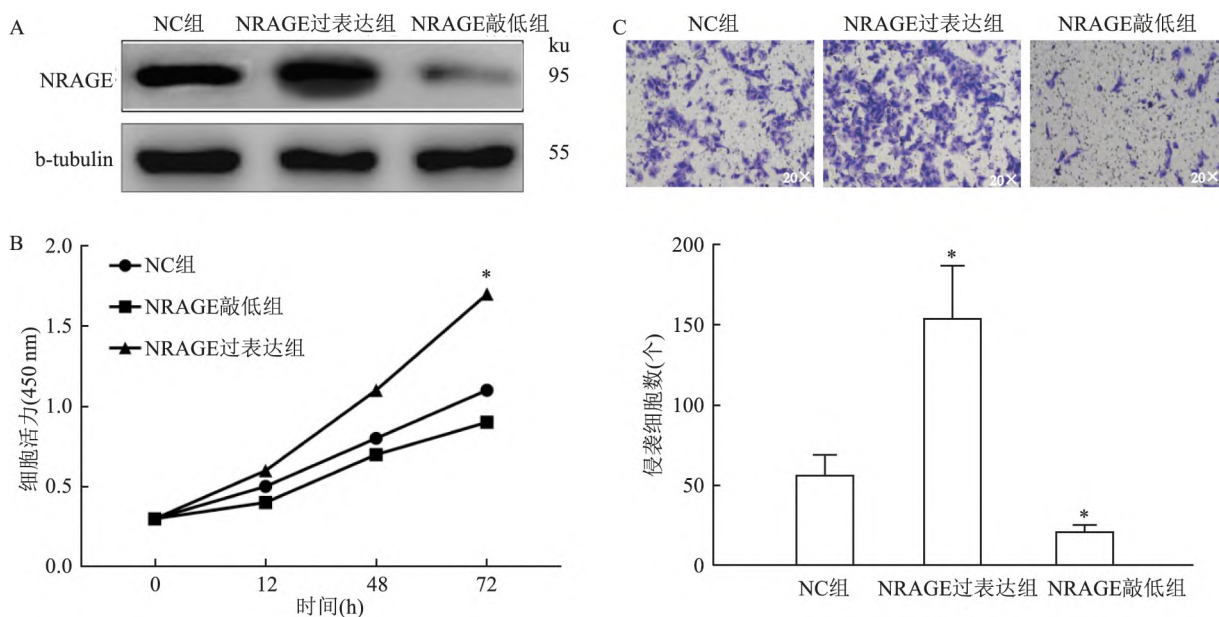 A
NC组 NRAGE过表达组 NRAGE敲低组
ku
NRAGE 95
b-tubulin 55
B
2.0
1.5
1.0
0.5
0.0
细胞活力(450 nm)
NC组
NRAGE敲低组
NRAGE过表达组
*
0 12 48 72
时间(h)
C
NC组 NRAGE过表达组 NRAGE敲低组
20× 20× 20×
200
150
100
50
0
侵袭细胞数(个)
*
*
NC组 NRAGE过表达组 NRAGE敲低组